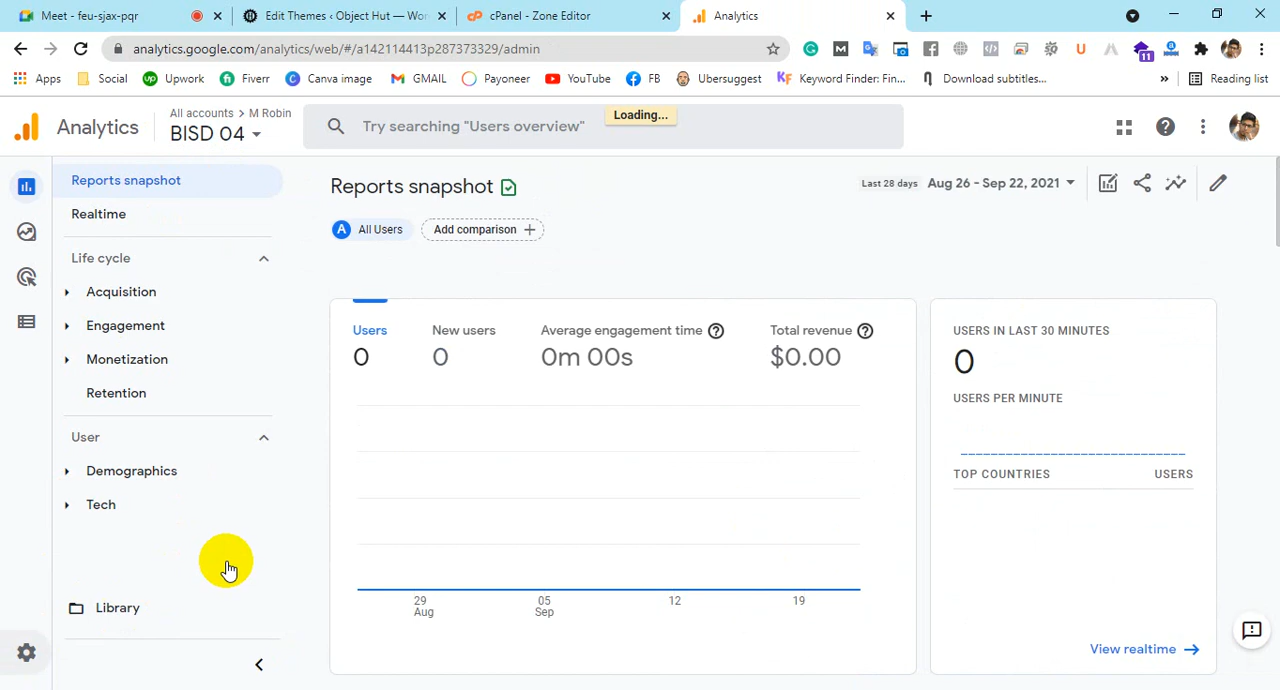 Meet - feu-sjax-pqr
Edit Themes ‹ Object Hut — Wor
cPanel - Zone Editor
Analytics
analytics.google.com/analytics/web/#/a142114413p287373329/admin
11
Apps
Social
Upwork
Fiverr
Canva image
GMAIL
Payoneer
YouTube
FB
Ubersuggest
Keyword Finder: Fin...
Download subtitles...
»
Reading list
Analytics
All accounts > M Robin
BISD 04
Try searching "Users overview"
Loading...
Reports snapshot
Realtime
Life cycle
Acquisition
Engagement
Monetization
Retention
User
Demographics
Tech
Library
Reports snapshot
Last 28 days Aug 26 - Sep 22, 2021
A All Users
Add comparison +
Users
0
New users
0
Average engagement time
0m 00s
Total revenue
$0.00
29
Aug
05
Sep
12
19
USERS IN LAST 30 MINUTES
0
USERS PER MINUTE
TOP COUNTRIES USERS
View realtime